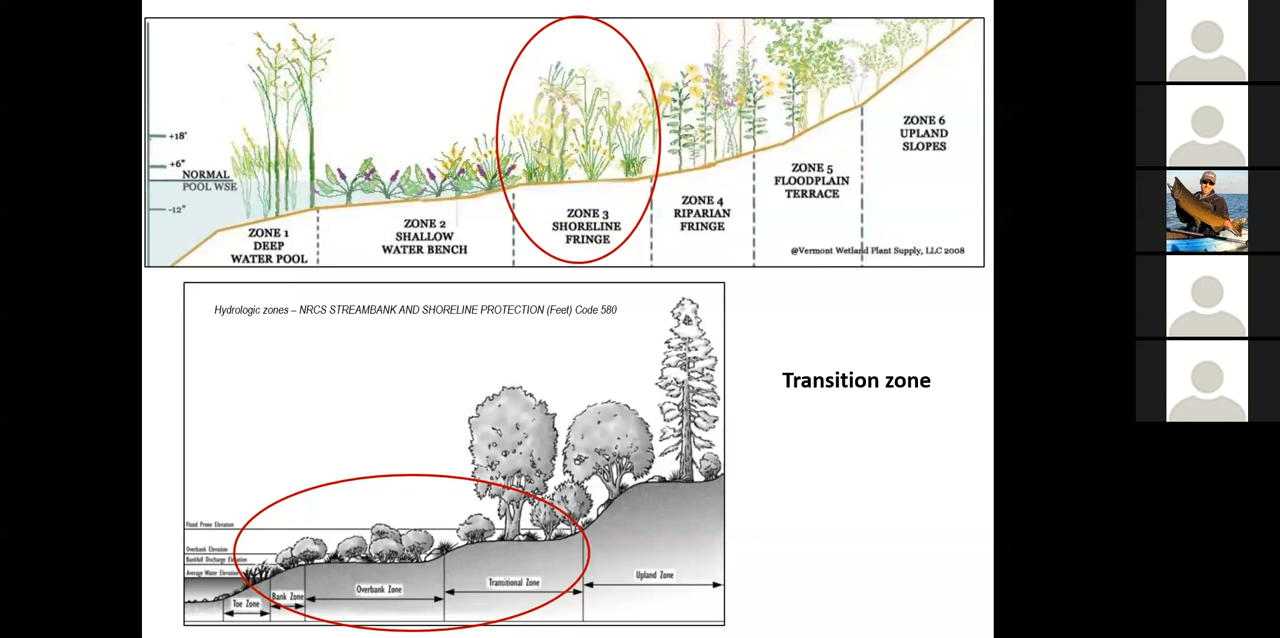 +18"
+6"
NORMAL
POOL WSE
-12"
ZONE 1
DEEP
WATER POOL
ZONE 2
SHALLOW
WATER BENCH
ZONE 3
SHORELINE
FRINGE
ZONE 4
RIPARIAN
FRINGE
ZONE 5
FLOODPLAIN
TERRACE
ZONE 6
UPLAND
SLOPES
@Vermont Wetland Plant Supply, LLC 2008
Hydrologic zones – NRCS STREAMBANK AND SHORELINE PROTECTION (Feet) Code 580
Transition zone
Flood Prone Elevation
Overbank Elevation
Bankfull Discharge Elevation
Average Water Elevation
Toe Zone
Bank Zone
Overbank Zone
Transitional Zone
Upland Zone